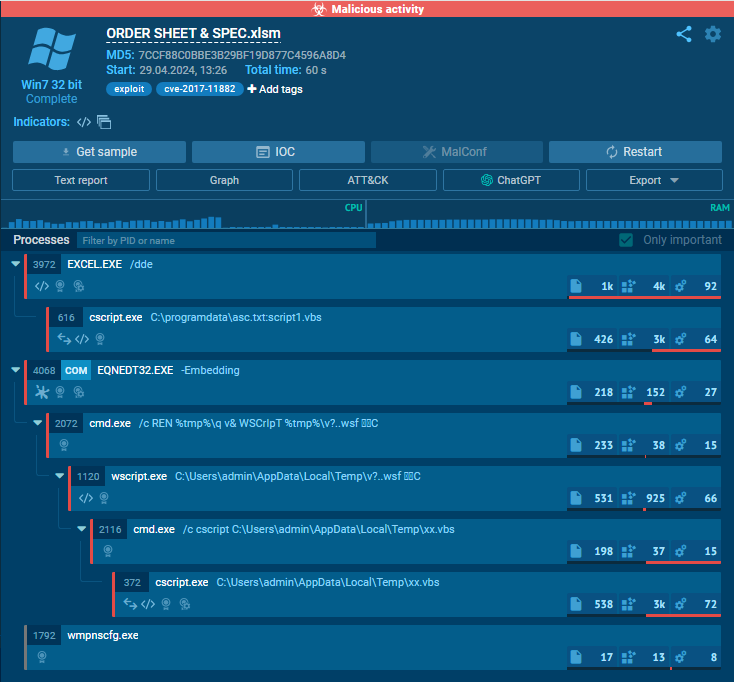 Malicious activity
ORDER SHEET & SPEC.xlsm
MD5: 7CCF88C0BBE3B29BF19D877C4596A8D4
Start: 29.04.2024, 13:26 Total time: 60 s
Win7 32 bit
Complete
exploit cve-2017-11882 + Add tags
Indicators:
Get sample IOC MalConf Restart
Text report Graph ATT&CK ChatGPT Export
CPU RAM
Processes Filter by PID or name Only important
3972 EXCEL.EXE /dde
1k 4k 92
616 cscript.exe C:\programdata\asc.txt:script1.vbs
426 3k 64
4068 COM EQNEDT32.EXE -Embedding
218 152 27
2072 cmd.exe /c REN %tmp%\q v& WSCrIpT %tmp%\v?..wsf ▯▯C
233 38 15
1120 wscript.exe C:\Users\admin\AppData\Local\Temp\v?..wsf ▯▯C
531 925 66
2116 cmd.exe /c cscript C:\Users\admin\AppData\Local\Temp\xx.vbs
198 37 15
372 cscript.exe C:\Users\admin\AppData\Local\Temp\xx.vbs
538 3k 72
1792 wmpnscfg.exe
17 13 8